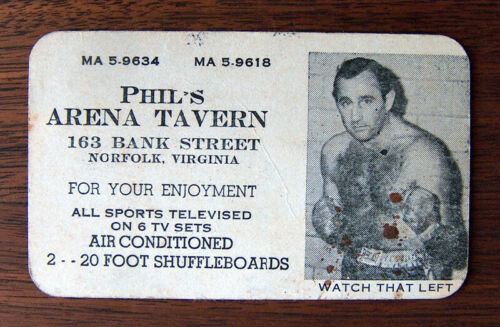 MA 5-9634 MA 5-9618
PHIL'S
ARENA TAVERN
163 BANK STREET
NORFOLK, VIRGINIA
FOR YOUR ENJOYMENT
ALL SPORTS TELEVISED
ON 6 TV SETS
AIR CONDITIONED
2 - - 20 FOOT SHUFFLEBOARDS
WATCH THAT LEFT